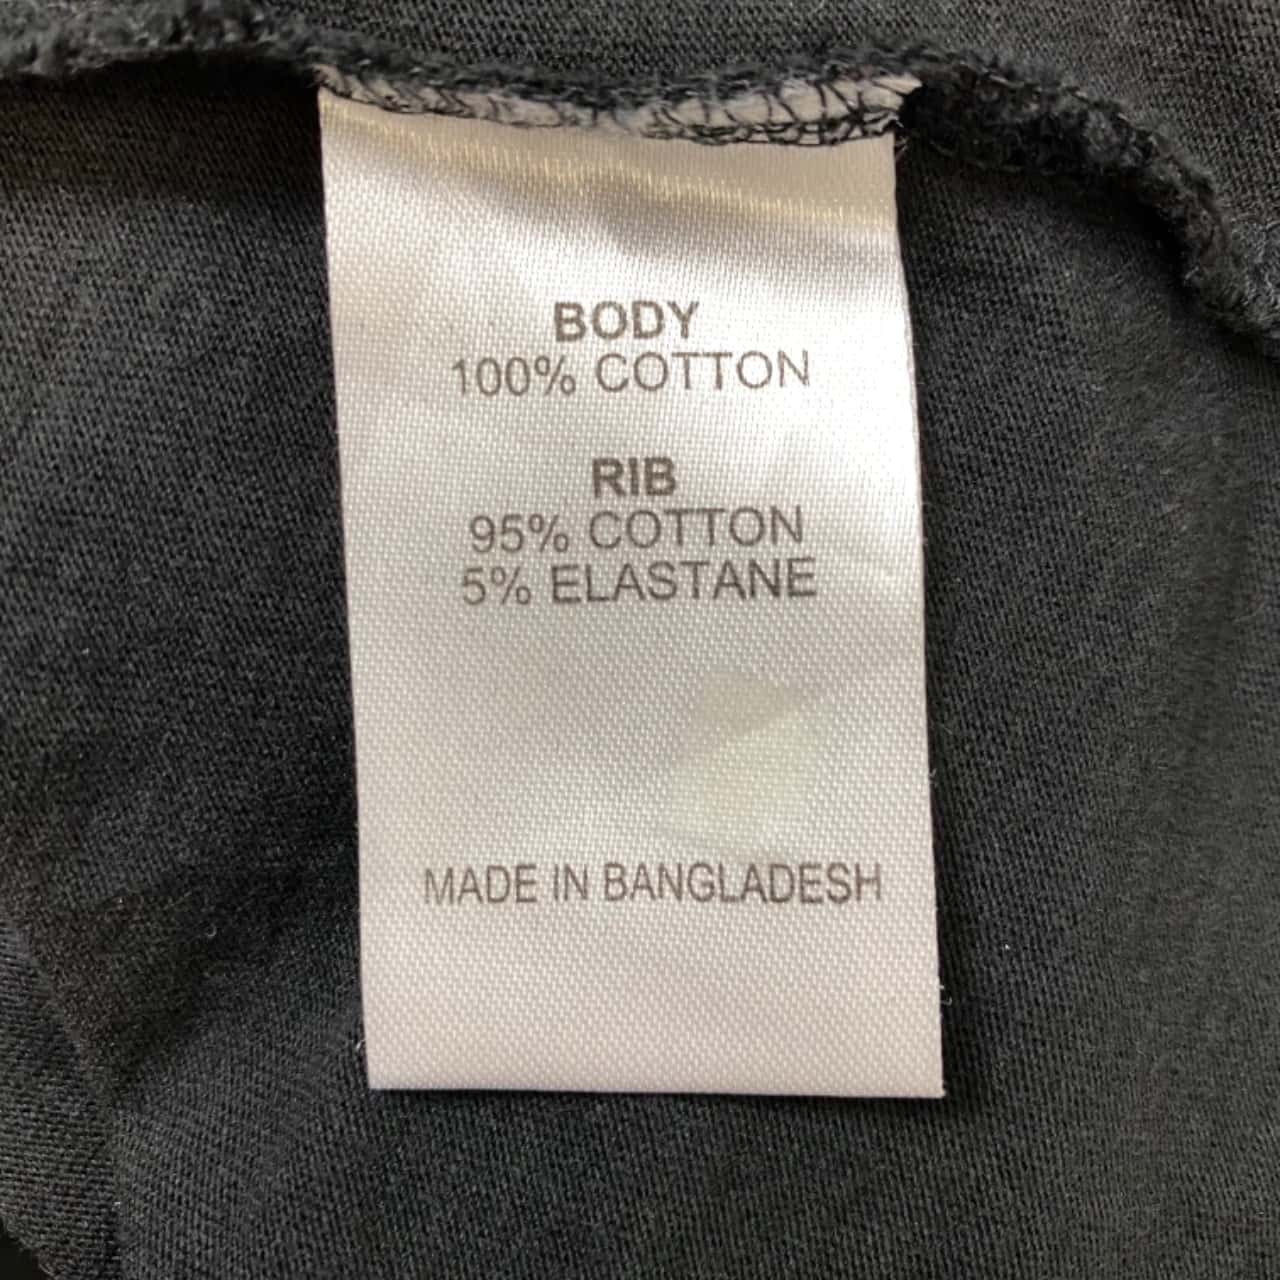 BODY
100% COTTON
RIB
95% COTTON
5% ELASTANE
MADE IN BANGLADESH